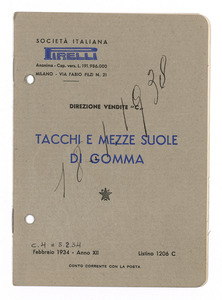 SOCIETÀ ITALIANA
PIRELLI
Anonima - Cap. vers. L. 191.986.000
MILANO - VIA FABIO FILZI N. 21
DIREZIONE VENDITE - C.
TACCHI E MEZZE SUOLE
DI GOMMA
Febbraio 1934 - Anno XII
Listino 1206 C
CONTO CORRENTE CON LA POSTA